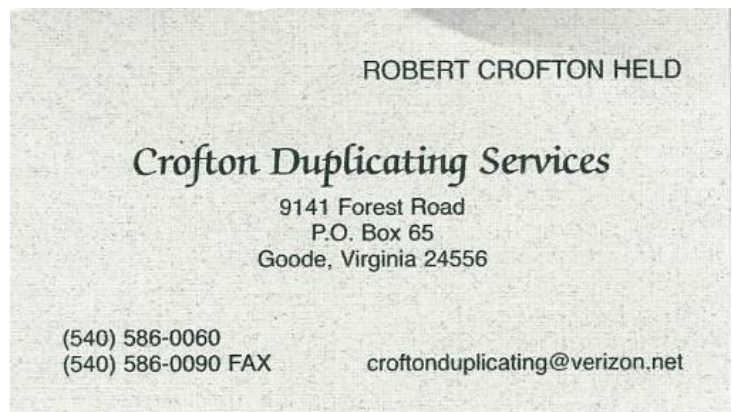 ROBERT CROFTON HELD
Crofton Duplicating Services
9141 Forest Road
P.O. Box 65
Goode, Virginia 24556
(540) 586-0060
(540) 586-0090 FAX
croftonduplicating@verizon.net